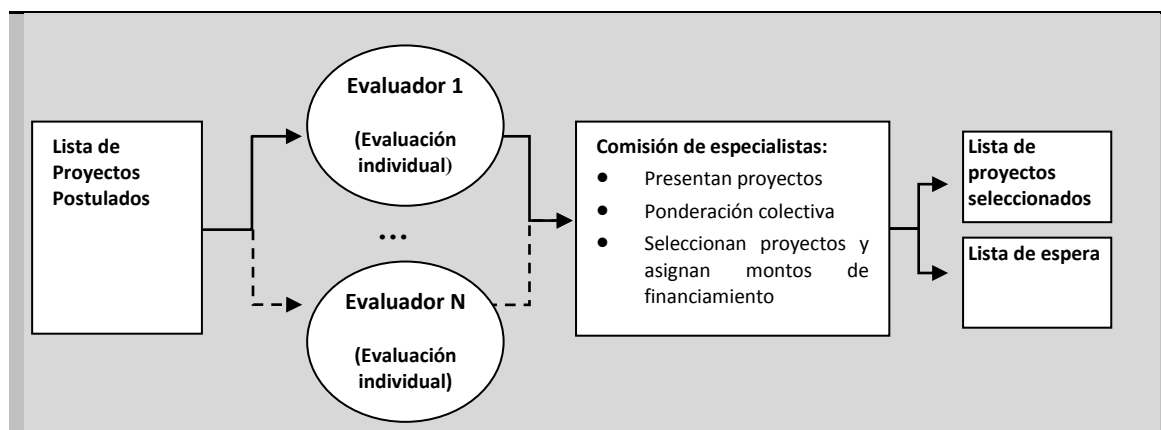 Lista de
Proyectos
Postulados
Evaluador 1
(Evaluación
individual)
...
Evaluador N
(Evaluación
individual)
Comisión de especialistas:
● Presentan proyectos
● Ponderación colectiva
● Seleccionan proyectos y
asignan montos de
financiamiento
Lista de
proyectos
seleccionados
Lista de espera